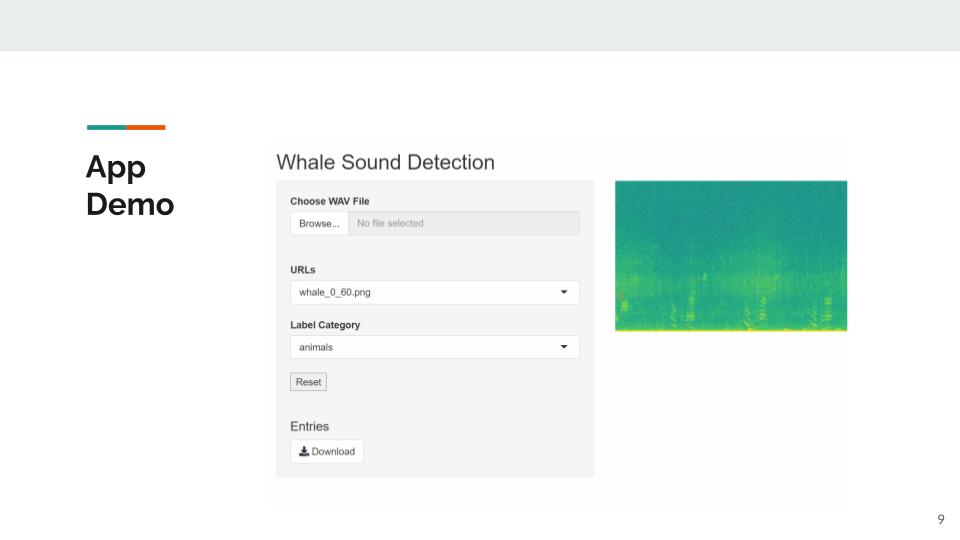 App
Demo
Whale Sound Detection
Choose WAV File
Browse... No file selected
URLs
whale_0_60.png
Label Category
animals
Reset
Entries
Download
9